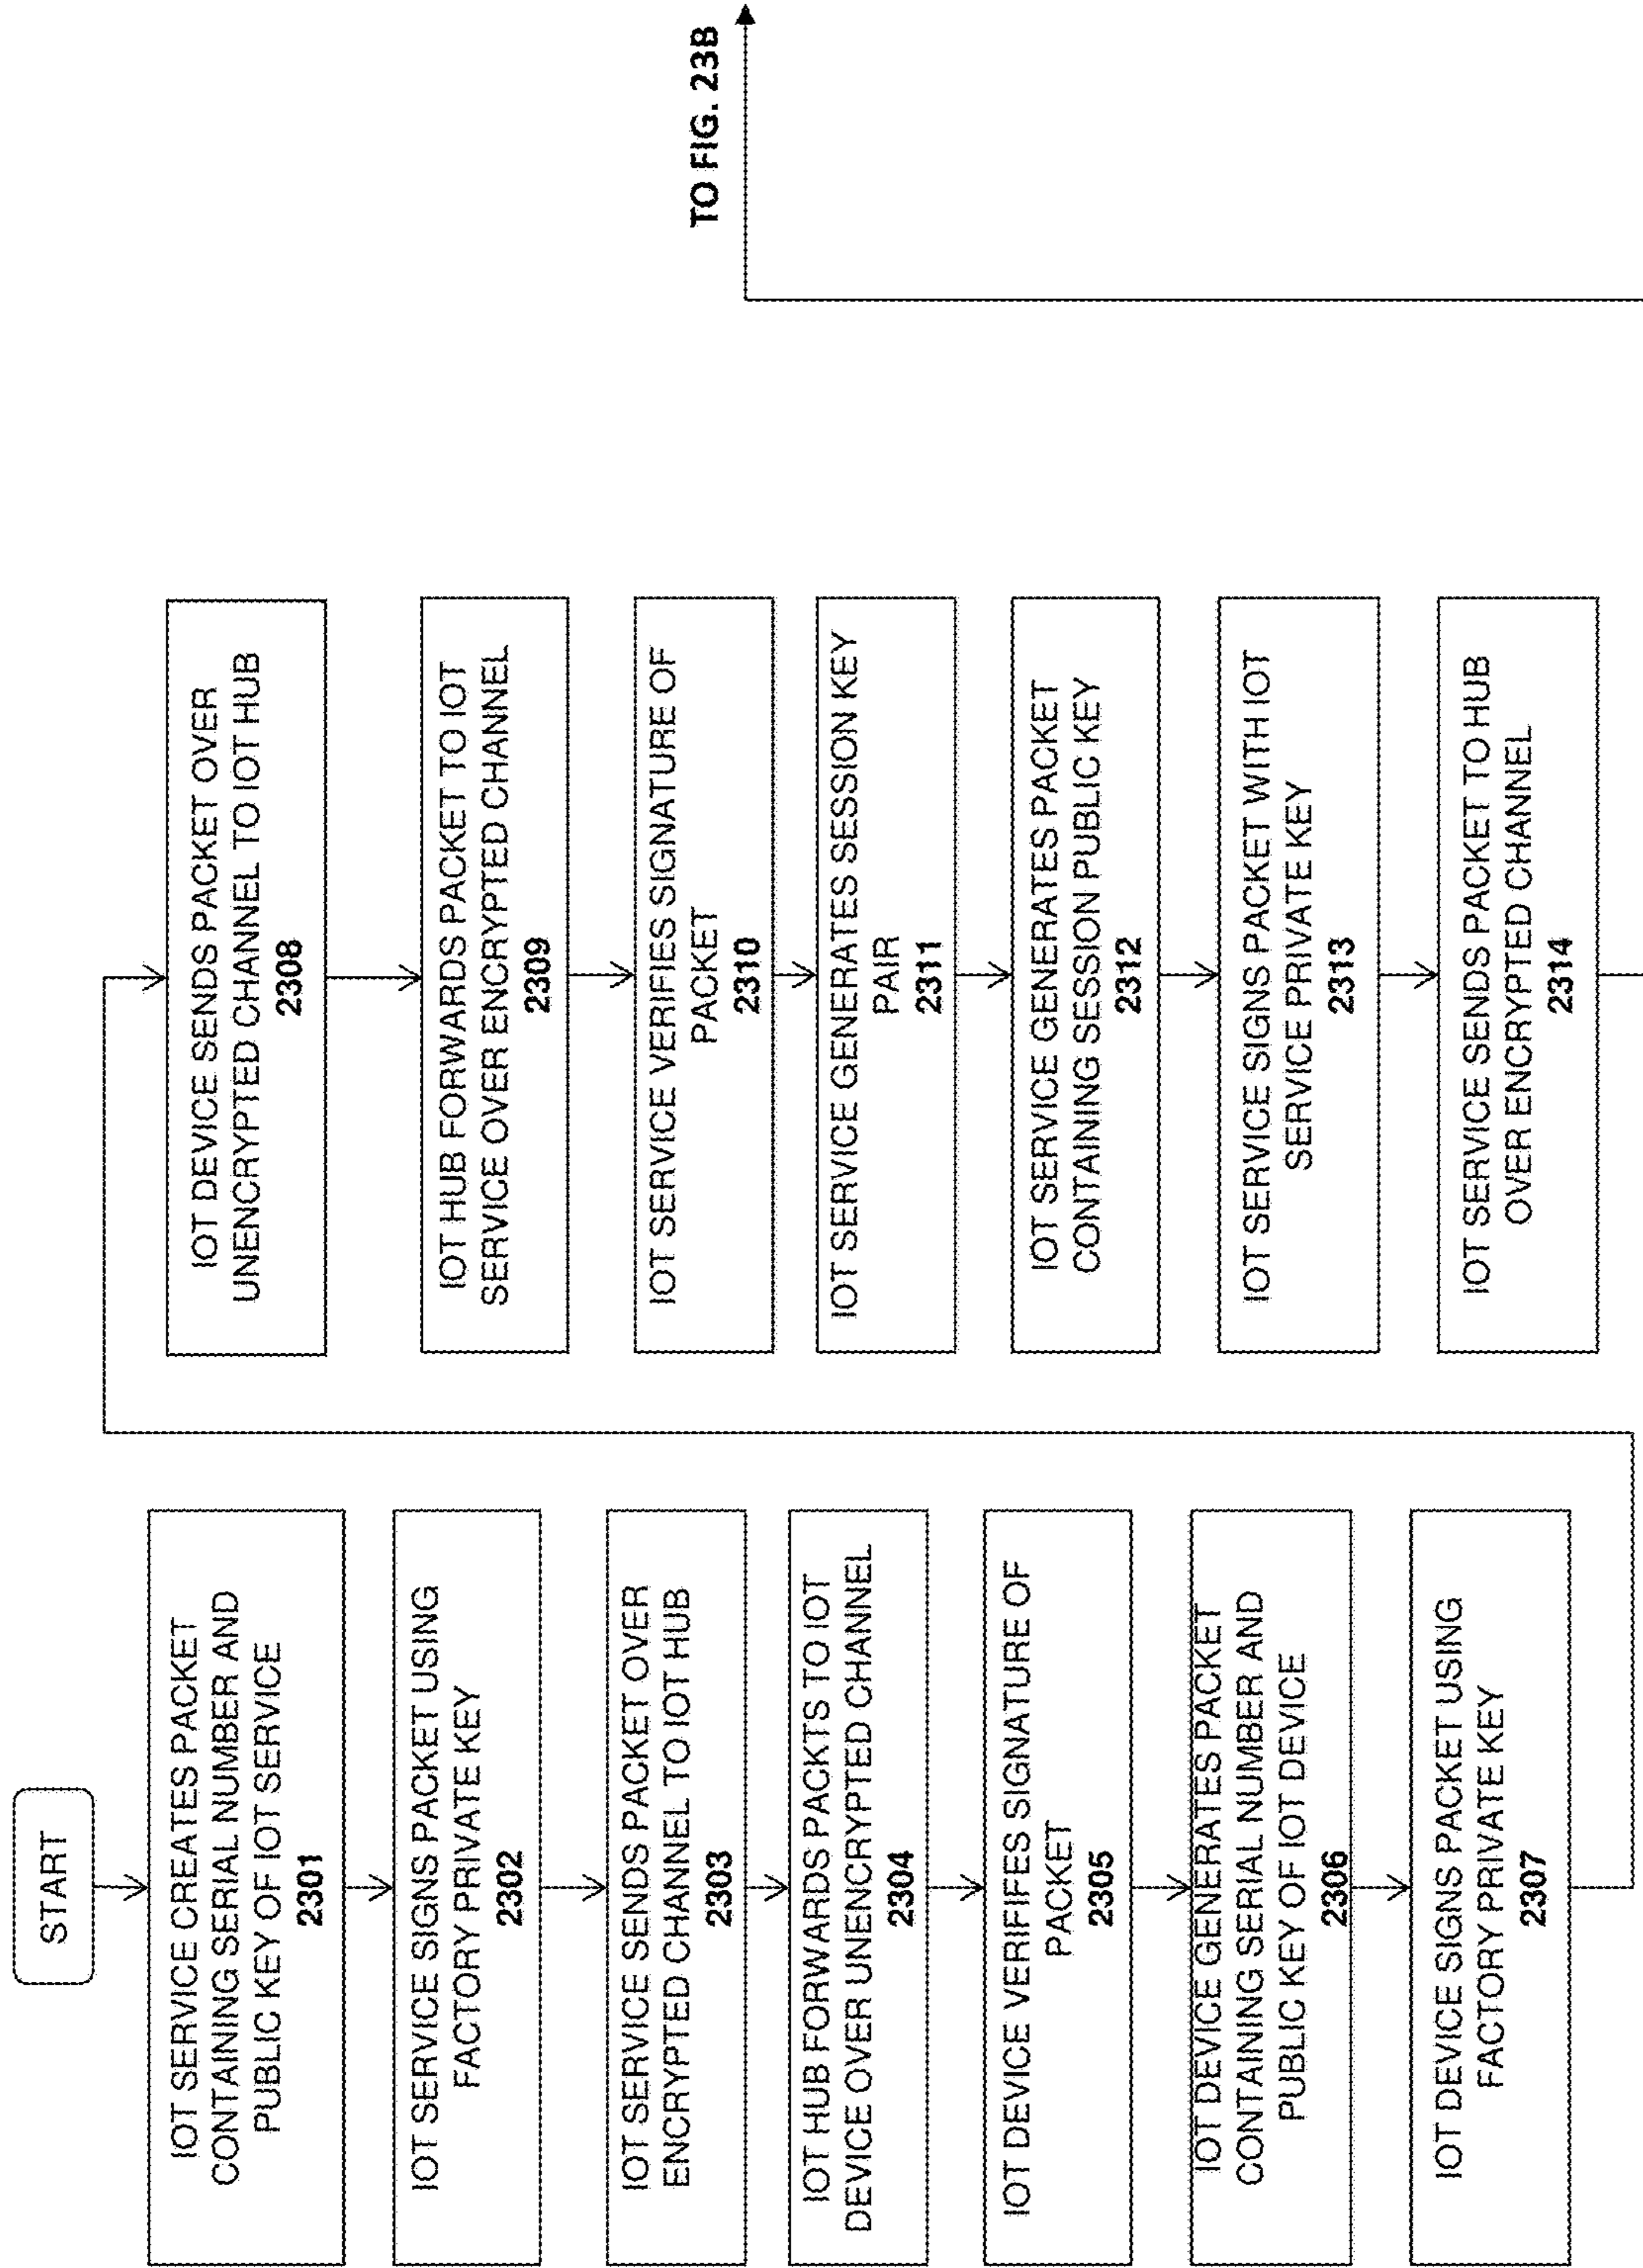 START
IOT SERVICE CREATES PACKET
CONTAINING SERIAL NUMBER AND
PUBLIC KEY OF IOT SERVICE
2301
IOT SERVICE SIGNS PACKET USING
FACTORY PRIVATE KEY
2302
IOT SERVICE SENDS PACKET OVER
ENCRYPTED CHANNEL TO IOT HUB
2303
IOT HUB FORWARDS PACKTS TO IOT
DEVICE OVER UNENCRYPTED CHANNEL
2304
IOT DEVICE VERIFIFES SIGNATURE OF
PACKET
2305
IOT DEVICE GENERATES PACKET
CONTAINING SERIAL NUMBER AND
PUBLIC KEY OF IOT DEVICE
2306
IOT DEVICE SIGNS PACKET USING
FACTORY PRIVATE KEY
2307
IOT DEVICE SENDS PACKET OVER
UNENCRYPTED CHANNEL TO IOT HUB
2308
IOT HUB FORWARDS PACKET TO IOT
SERVICE OVER ENCRYPTED CHANNEL
2309
IOT SERVICE VERIFIES SIGNATURE OF
PACKET
2310
IOT SERVICE GENERATES SESSION KEY
PAIR
2311
IOT SERVICE GENERATES PACKET
CONTAINING SESSION PUBLIC KEY
2312
IOT SERVICE SIGNS PACKET WITH IOT
SERVICE PRIVATE KEY
2313
IOT SERVICE SENDS PACKET TO HUB
OVER ENCRYPTED CHANNEL
2314
TO FIG. 23B